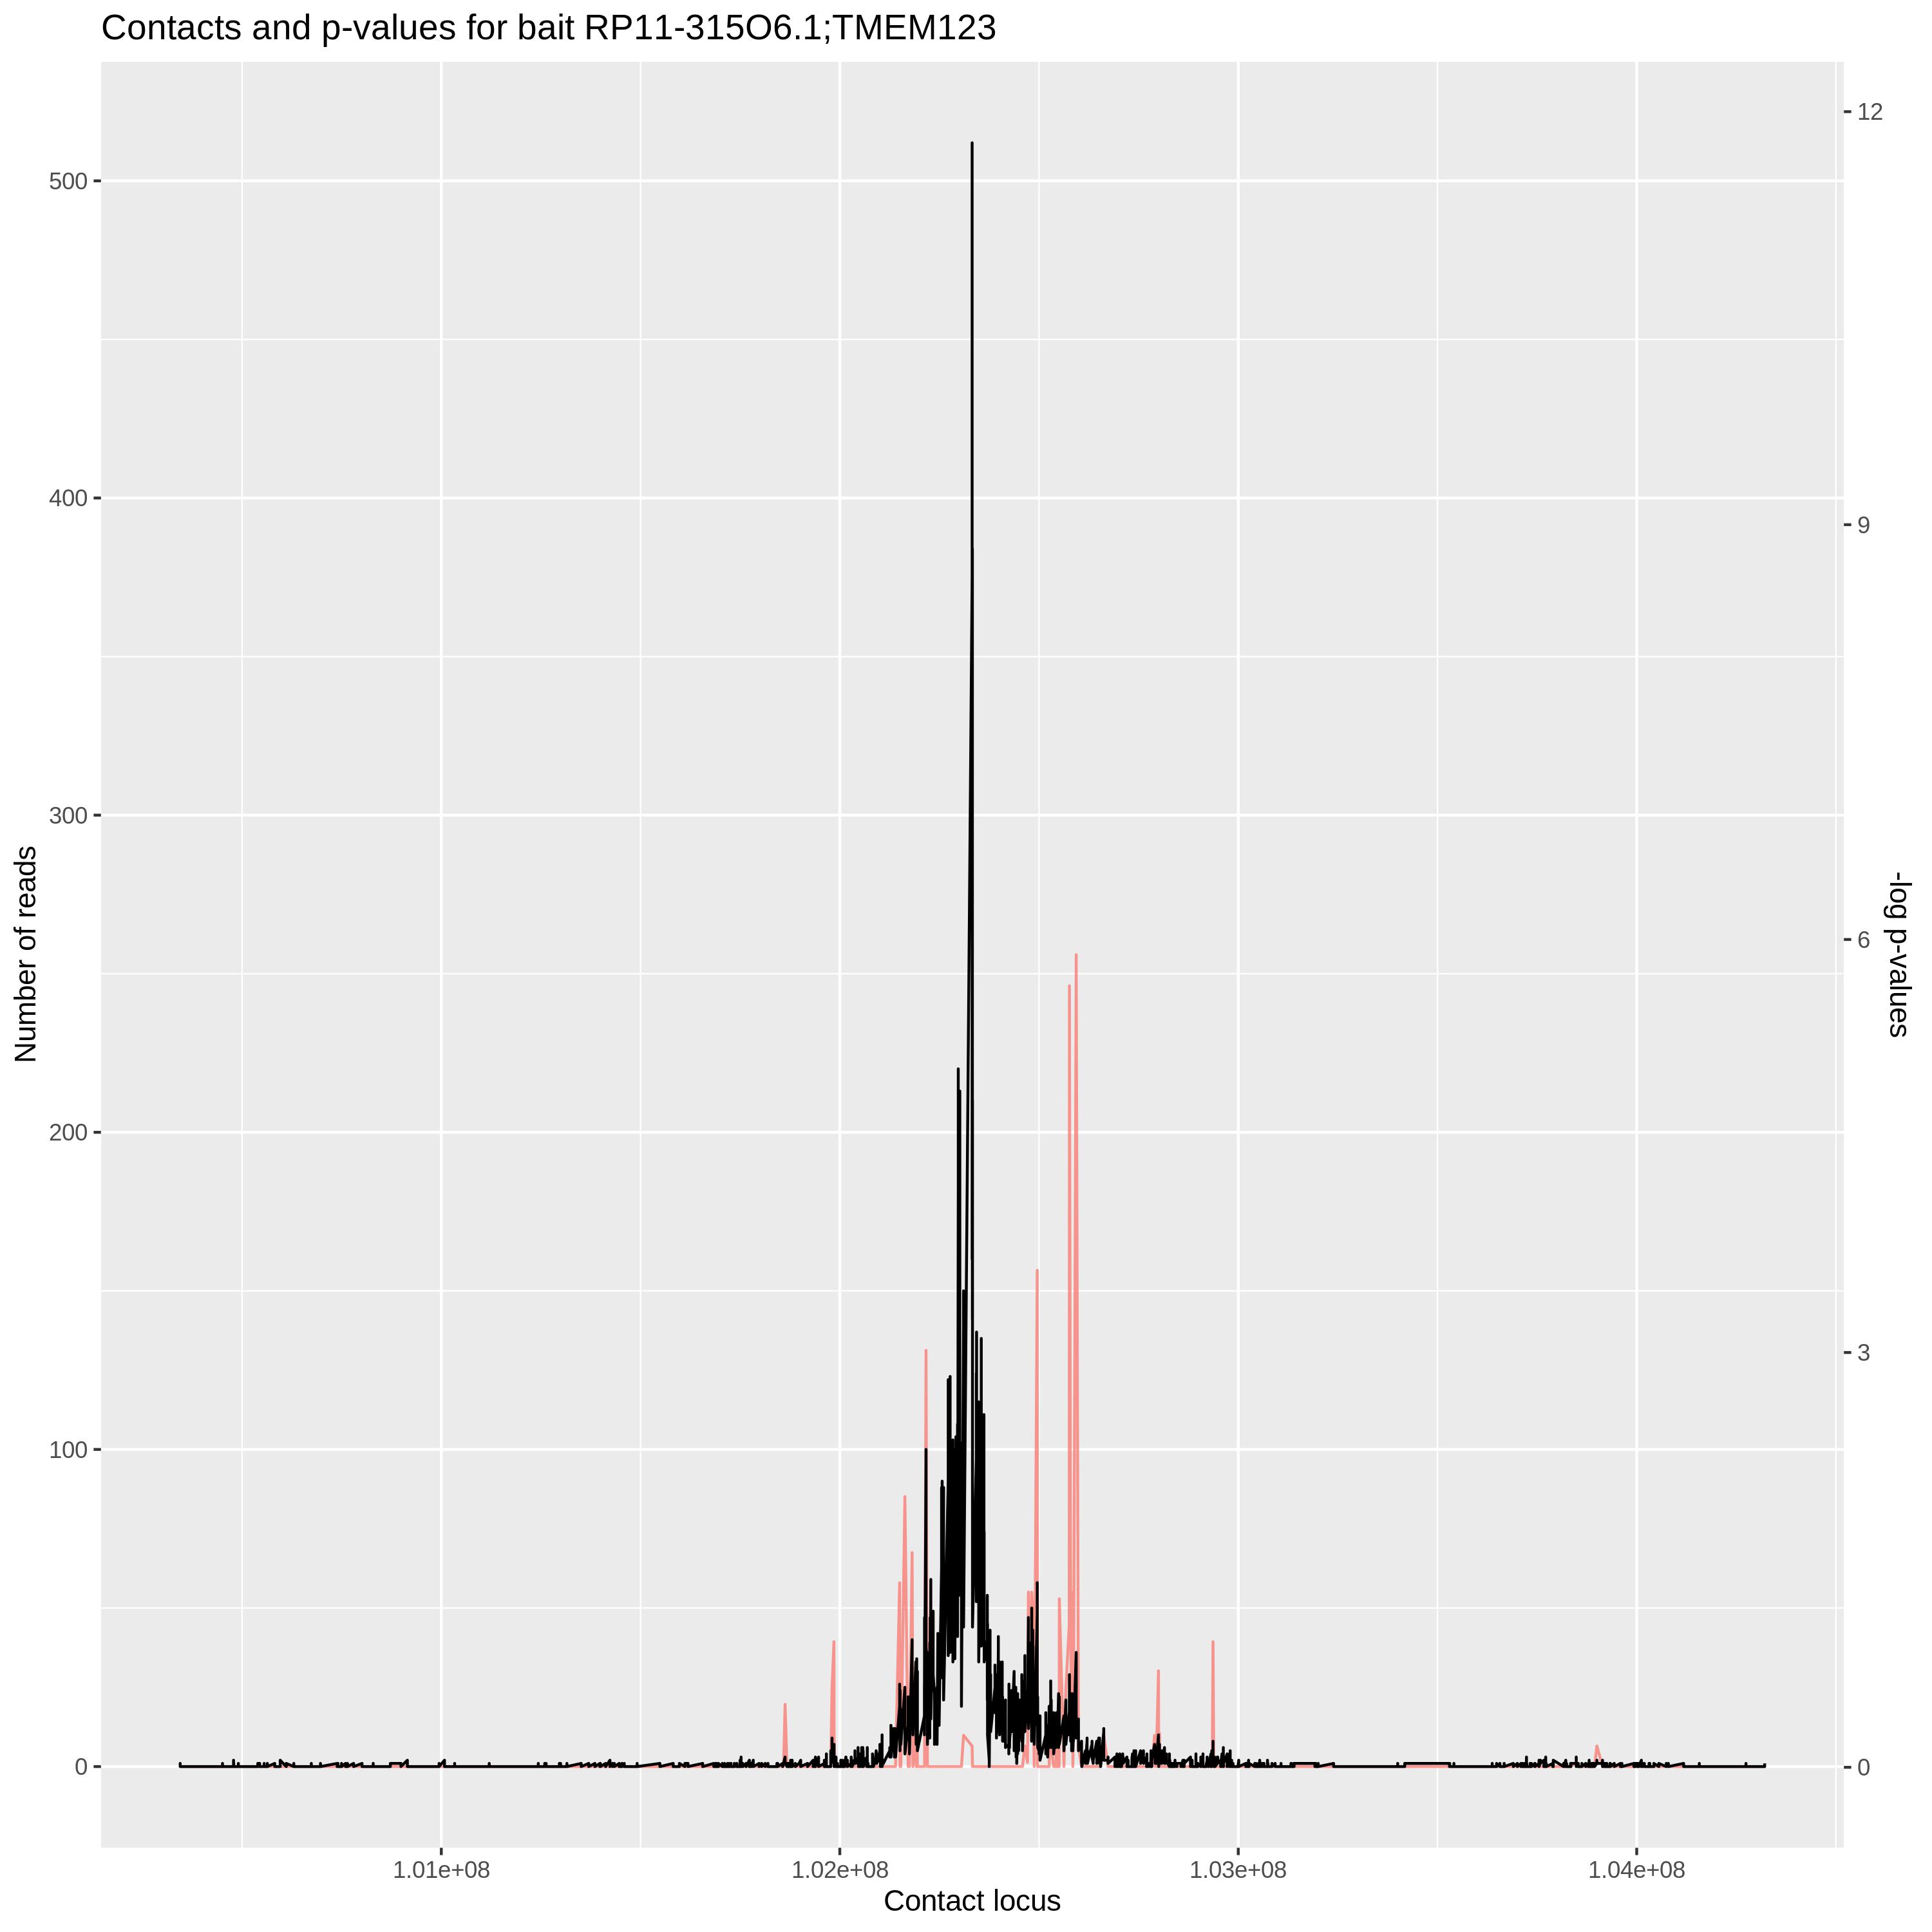 Contacts and p-values for bait RP11-315O6.1;TMEM123
12
500
9
400
300
6
200
3
100
0
0
Number of reads
-log p-values
1.01e+08 1.02e+08 1.03e+08 1.04e+08
Contact locus